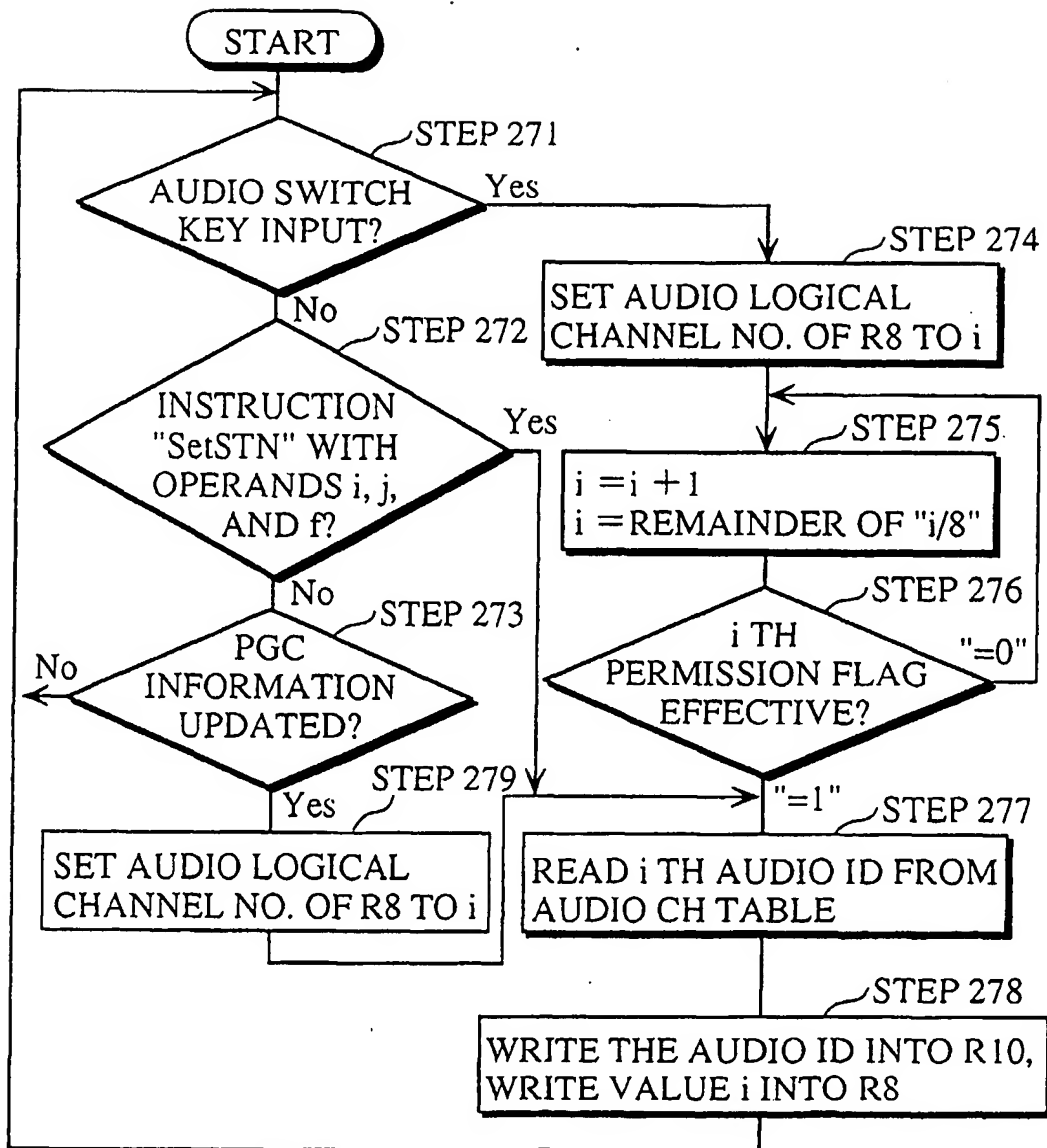 START
STEP 271
AUDIO SWITCH
KEY INPUT?
Yes
No
STEP 272
INSTRUCTION
"SetSTN" WITH
OPERANDS i, j,
AND f?
Yes
No
STEP 273
PGC
INFORMATION
UPDATED?
No
Yes
STEP 279
SET AUDIO LOGICAL
CHANNEL NO. OF R8 TO i
STEP 274
SET AUDIO LOGICAL
CHANNEL NO. OF R8 TO i
STEP 275
i = i + 1
i = REMAINDER OF "i/8"
STEP 276
i TH
PERMISSION FLAG
EFFECTIVE?
"=0"
"=1"
STEP 277
READ i TH AUDIO ID FROM
AUDIO CH TABLE
STEP 278
WRITE THE AUDIO ID INTO R10,
WRITE VALUE i INTO R8